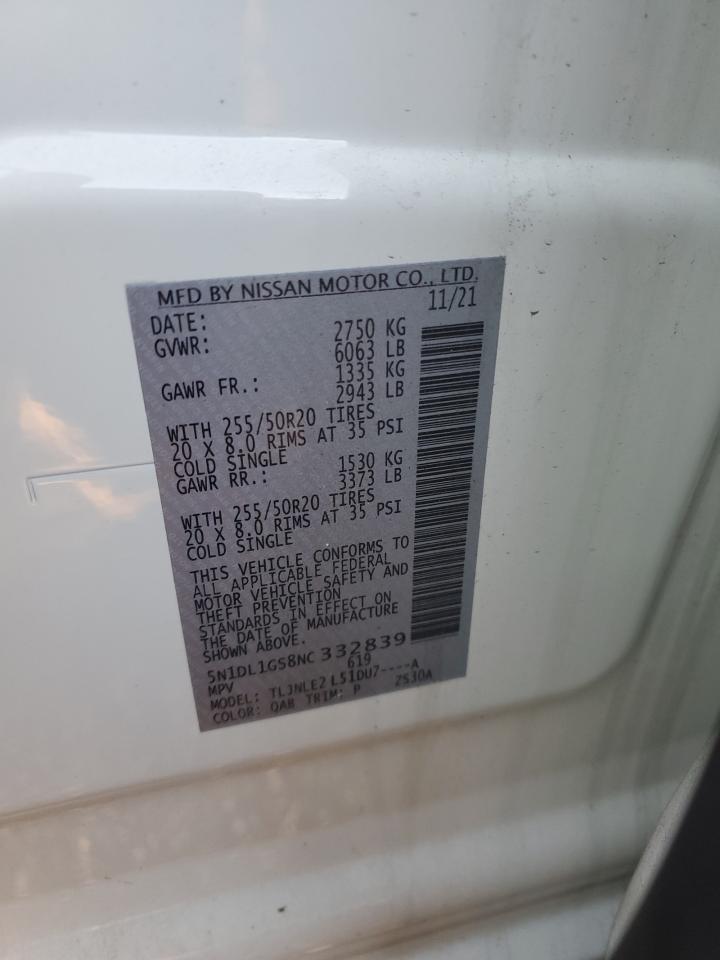 MFD BY NISSAN MOTOR CO., LTD.
DATE: 11/21
GVWR: 2750 KG
6063 LB
GAWR FR.: 1335 KG
2943 LB
WITH 255/50R20 TIRES
20 X 8.0 RIMS AT 35 PSI
COLD SINGLE
GAWR RR.: 1530 KG
3373 LB
WITH 255/50R20 TIRES
20 X 8.0 RIMS AT 35 PSI
COLD SINGLE
THIS VEHICLE CONFORMS TO
ALL APPLICABLE FEDERAL
MOTOR VEHICLE SAFETY AND
THEFT PREVENTION
STANDARDS IN EFFECT ON
THE DATE OF MANUFACTURE
SHOWN ABOVE.
5N1DL1GS8NC332839
MPV 619
MODEL: TLJNLE2 L51DU7----A
COLOR: QAB TRIM: P ZS30A